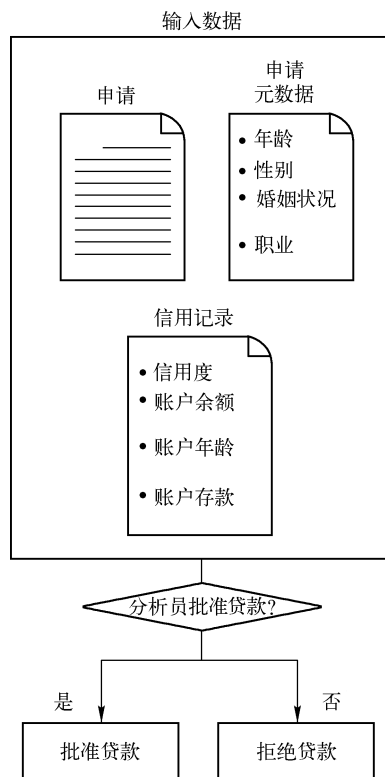 输入数据
申请
申请
元数据
• 年龄
• 性别
• 婚姻状况
• 职业
信用记录
• 信用度
• 账户余额
• 账户年龄
• 账户存款
分析员批准贷款?
是
否
批准贷款
拒绝贷款